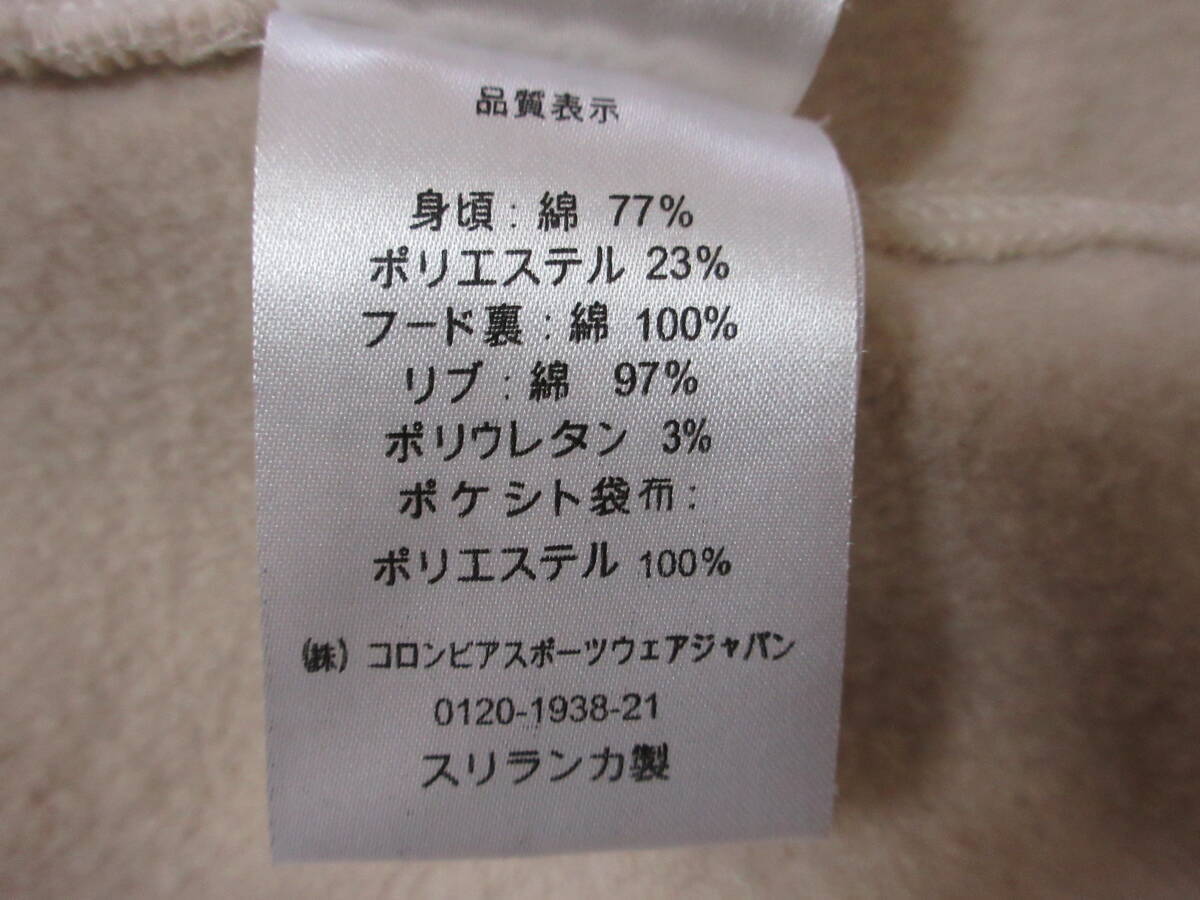 品質表示
身頃：綿 77%
ポリエステル 23%
フード裏：綿 100%
リブ：綿 97%
ポリウレタン 3%
ポケシト袋布：
ポリエステル 100%
(株) コロンビアスポーツウェアジャパン
0120-1938-21
スリランカ製